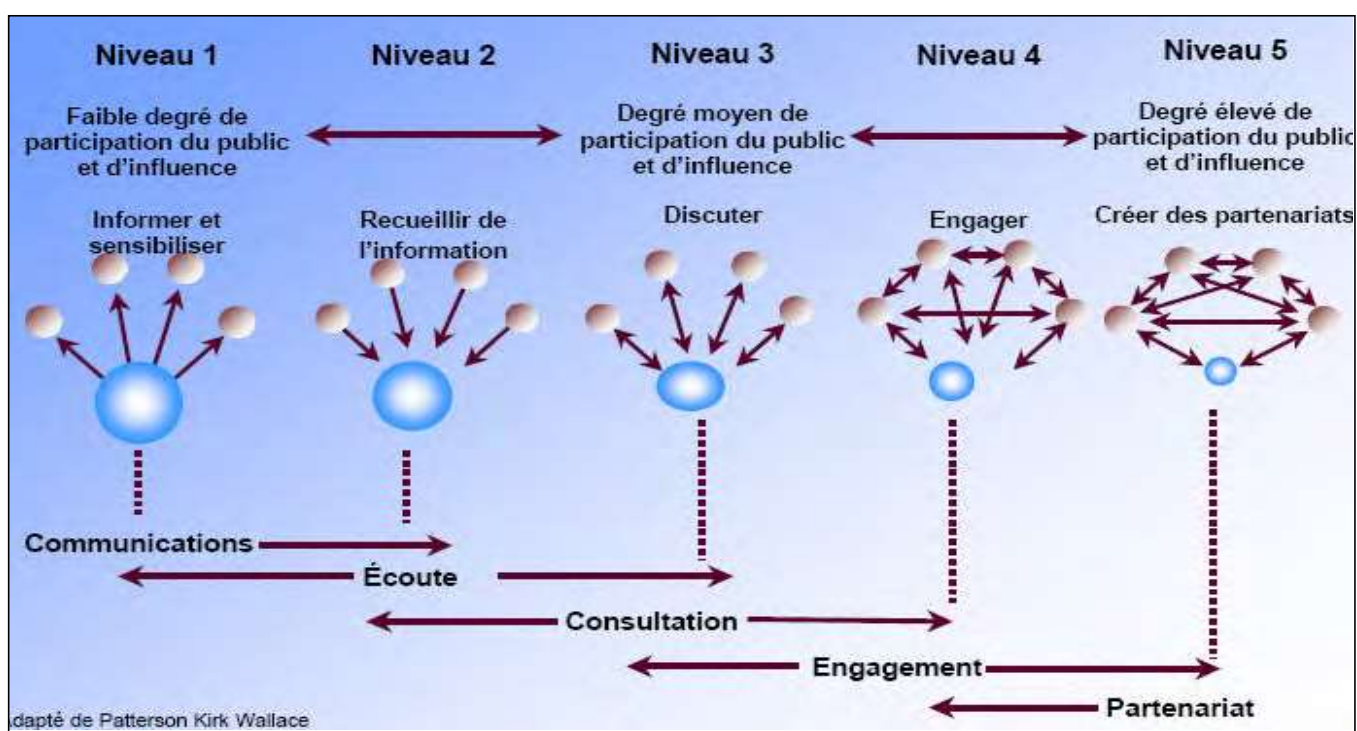 Niveau 1
Niveau 2
Niveau 3
Niveau 4
Niveau 5
Faible degré de
participation du public
et d'influence
Degré moyen de
participation du public
et d'influence
Degré élevé de
participation du public
et d'influence
Informer et
sensibiliser
Recueillir de
l'information
Discuter
Engager
Créer des partenariats
Communications
Écoute
Consultation
Engagement
Partenariat
dapté de Patterson Kirk Wallace